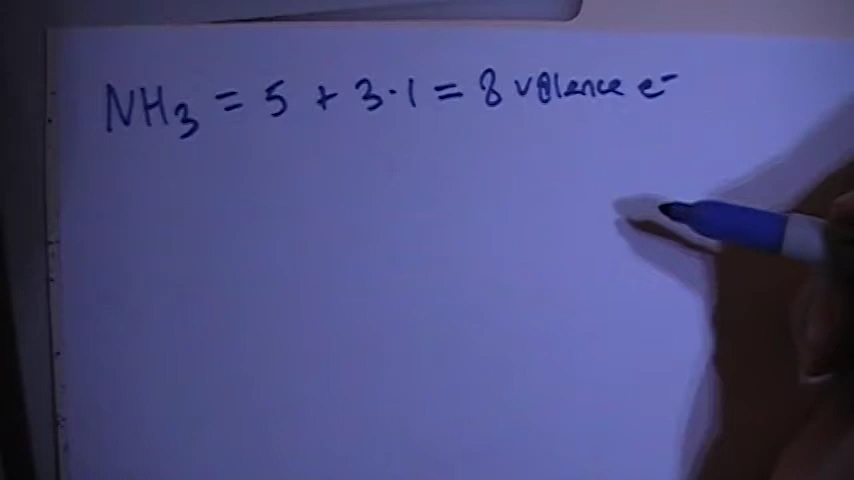 NH₃ = 5 + 3·1 = 8 valence e⁻